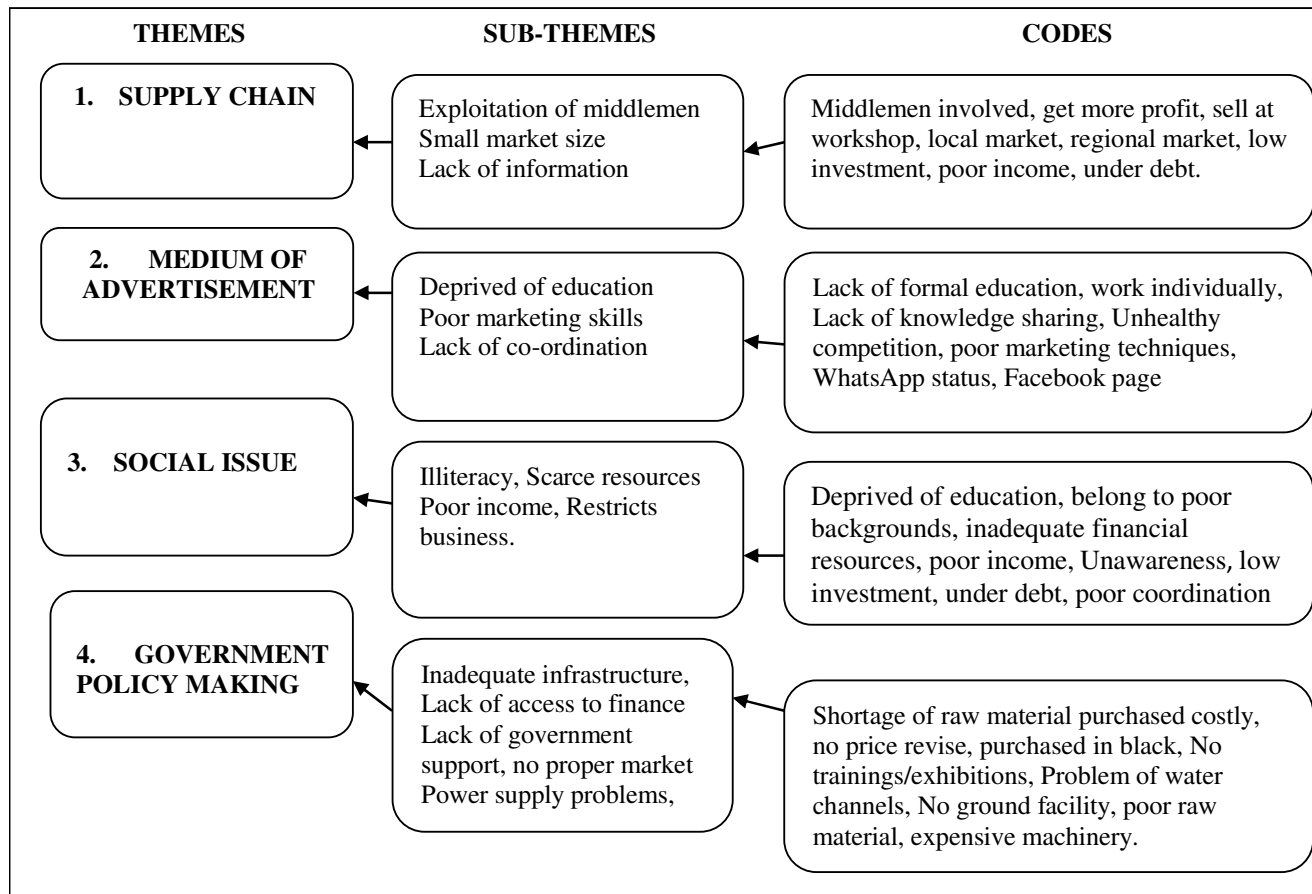 THEMES SUB-THEMES CODES
1. SUPPLY CHAIN
Exploitation of middlemen
Small market size
Lack of information
Middlemen involved, get more profit, sell at
workshop, local market, regional market, low
investment, poor income, under debt.
2. MEDIUM OF
ADVERTISEMENT
Deprived of education
Poor marketing skills
Lack of co-ordination
Lack of formal education, work individually,
Lack of knowledge sharing, Unhealthy
competition, poor marketing techniques,
WhatsApp status, Facebook page
3. SOCIAL ISSUE
Illiteracy, Scarce resources
Poor income, Restricts
business.
Deprived of education, belong to poor
backgrounds, inadequate financial
resources, poor income, Unawareness, low
investment, under debt, poor coordination
4. GOVERNMENT
POLICY MAKING
Inadequate infrastructure,
Lack of access to finance
Lack of government
support, no proper market
Power supply problems,
Shortage of raw material purchased costly,
no price revise, purchased in black, No
trainings/exhibitions, Problem of water
channels, No ground facility, poor raw
material, expensive machinery.